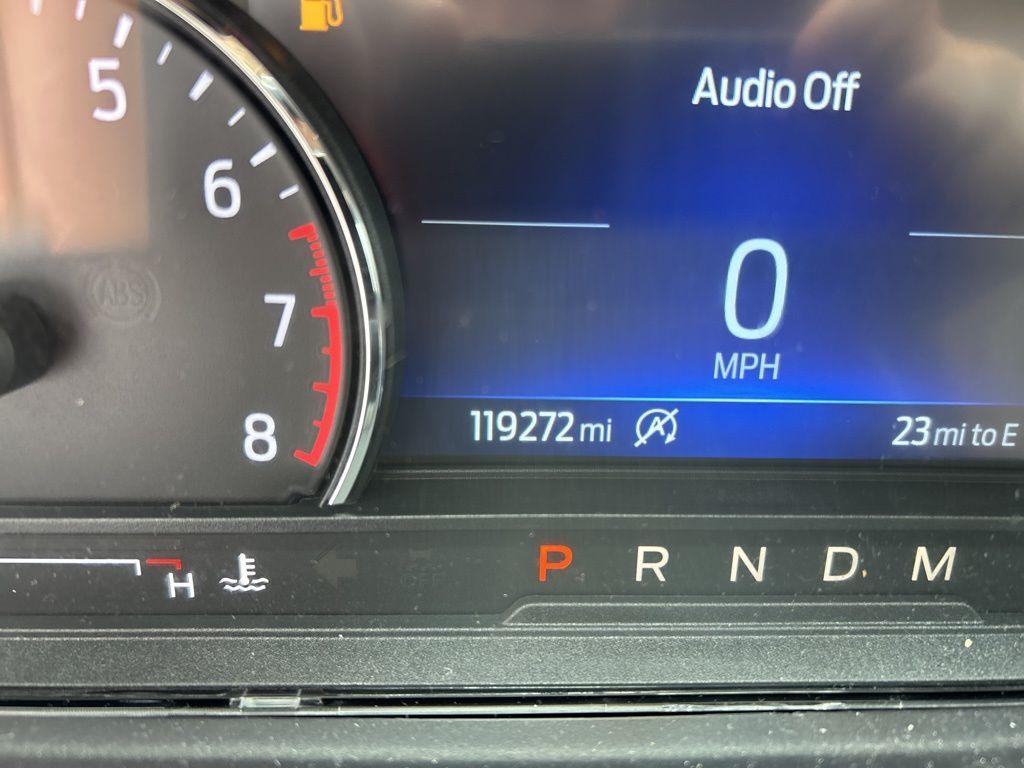 5
6
7
8
ABS
Audio Off
0
MPH
119272 mi A 23 mi to E
H P R N D M